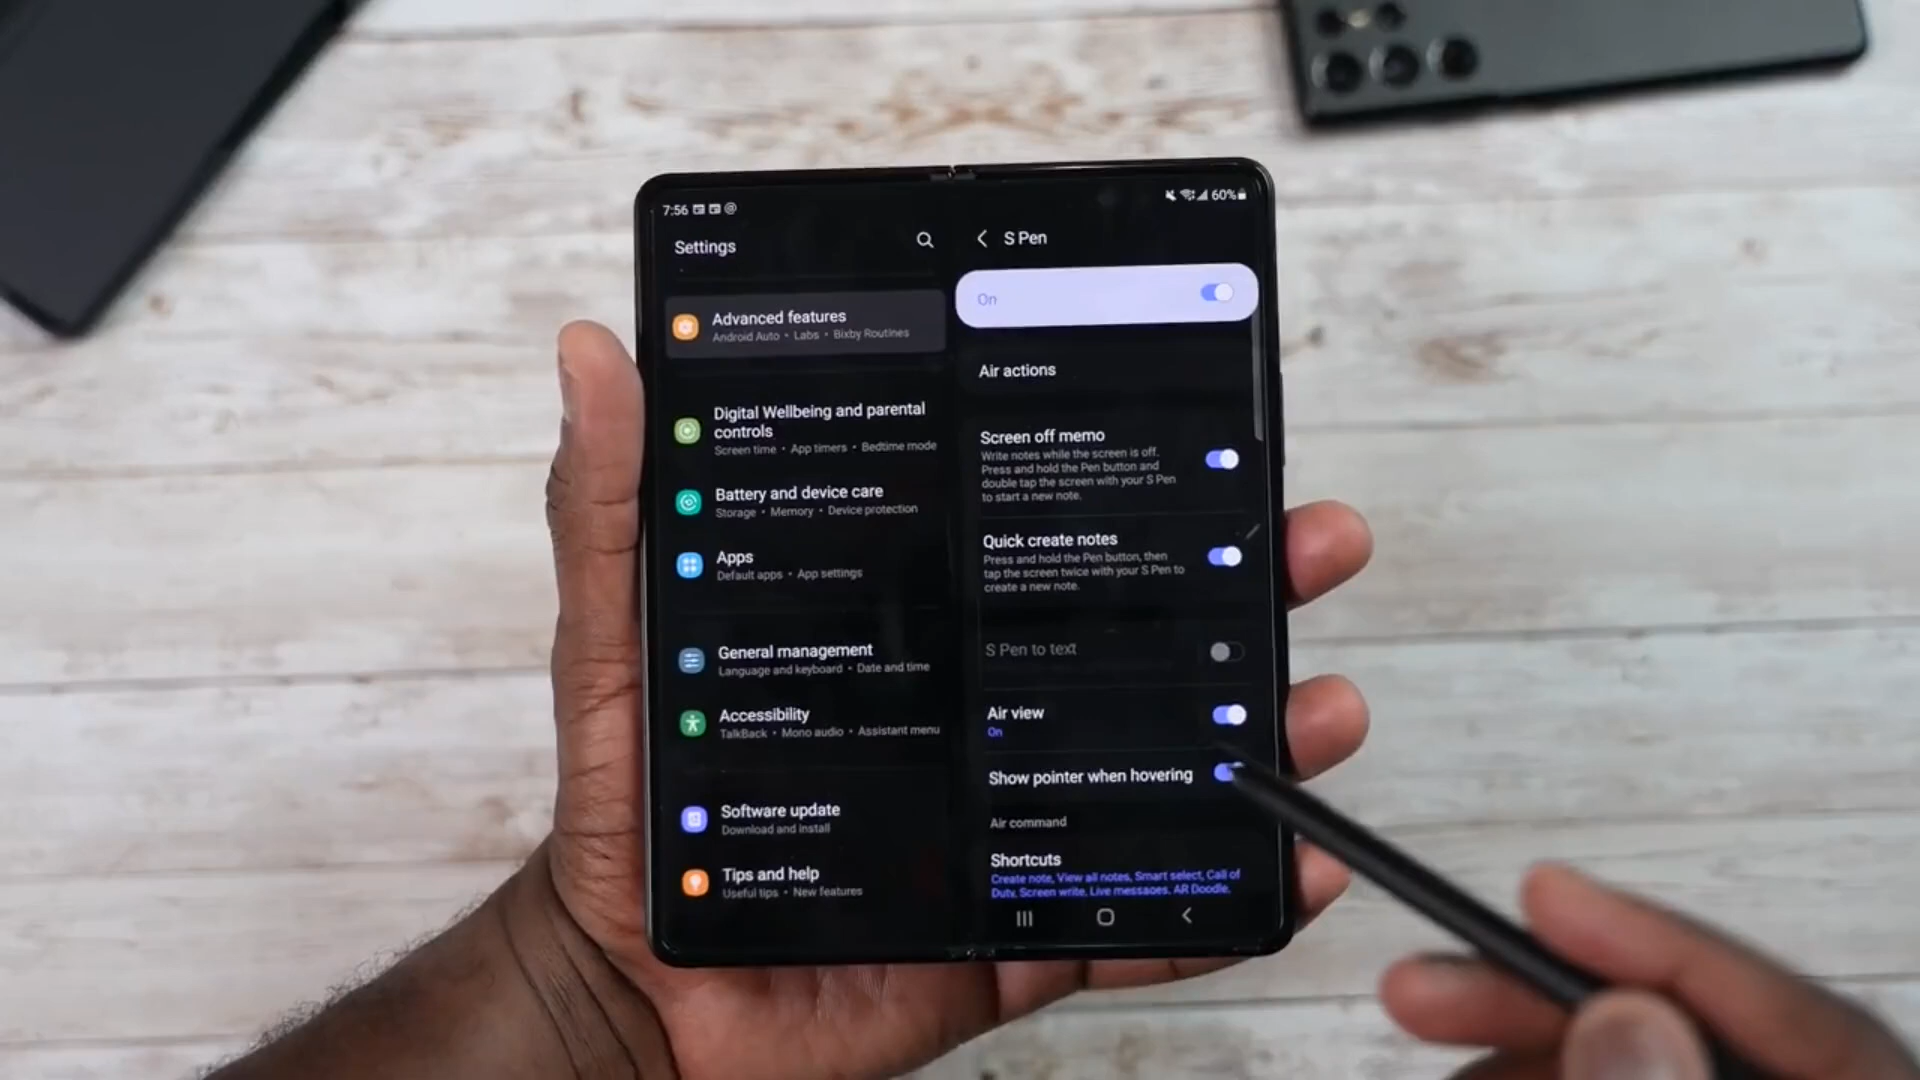 7:56
60%
Settings
Advanced features
Android Auto • Labs • Bixby Routines
Digital Wellbeing and parental
controls
Screen time • App timers • Bedtime mode
Battery and device care
Storage • Memory • Device protection
Apps
Default apps • App settings
General management
Language and keyboard • Date and time
Accessibility
TalkBack • Mono audio • Assistant menu
Software update
Download and install
Tips and help
Useful tips • New features
S Pen
On
Air actions
Screen off memo
Write notes while the screen is off.
Press and hold the Pen button and
double tap the screen with your S Pen
to start a new note.
Quick create notes
Press and hold the Pen button, then
tap the screen twice with your S Pen to
create a new note.
S Pen to text
Air view
On
Show pointer when hovering
Air command
Shortcuts
Create note, View all notes, Smart select, Call of
Duty, Screen write, Live messages, AR Doodle,